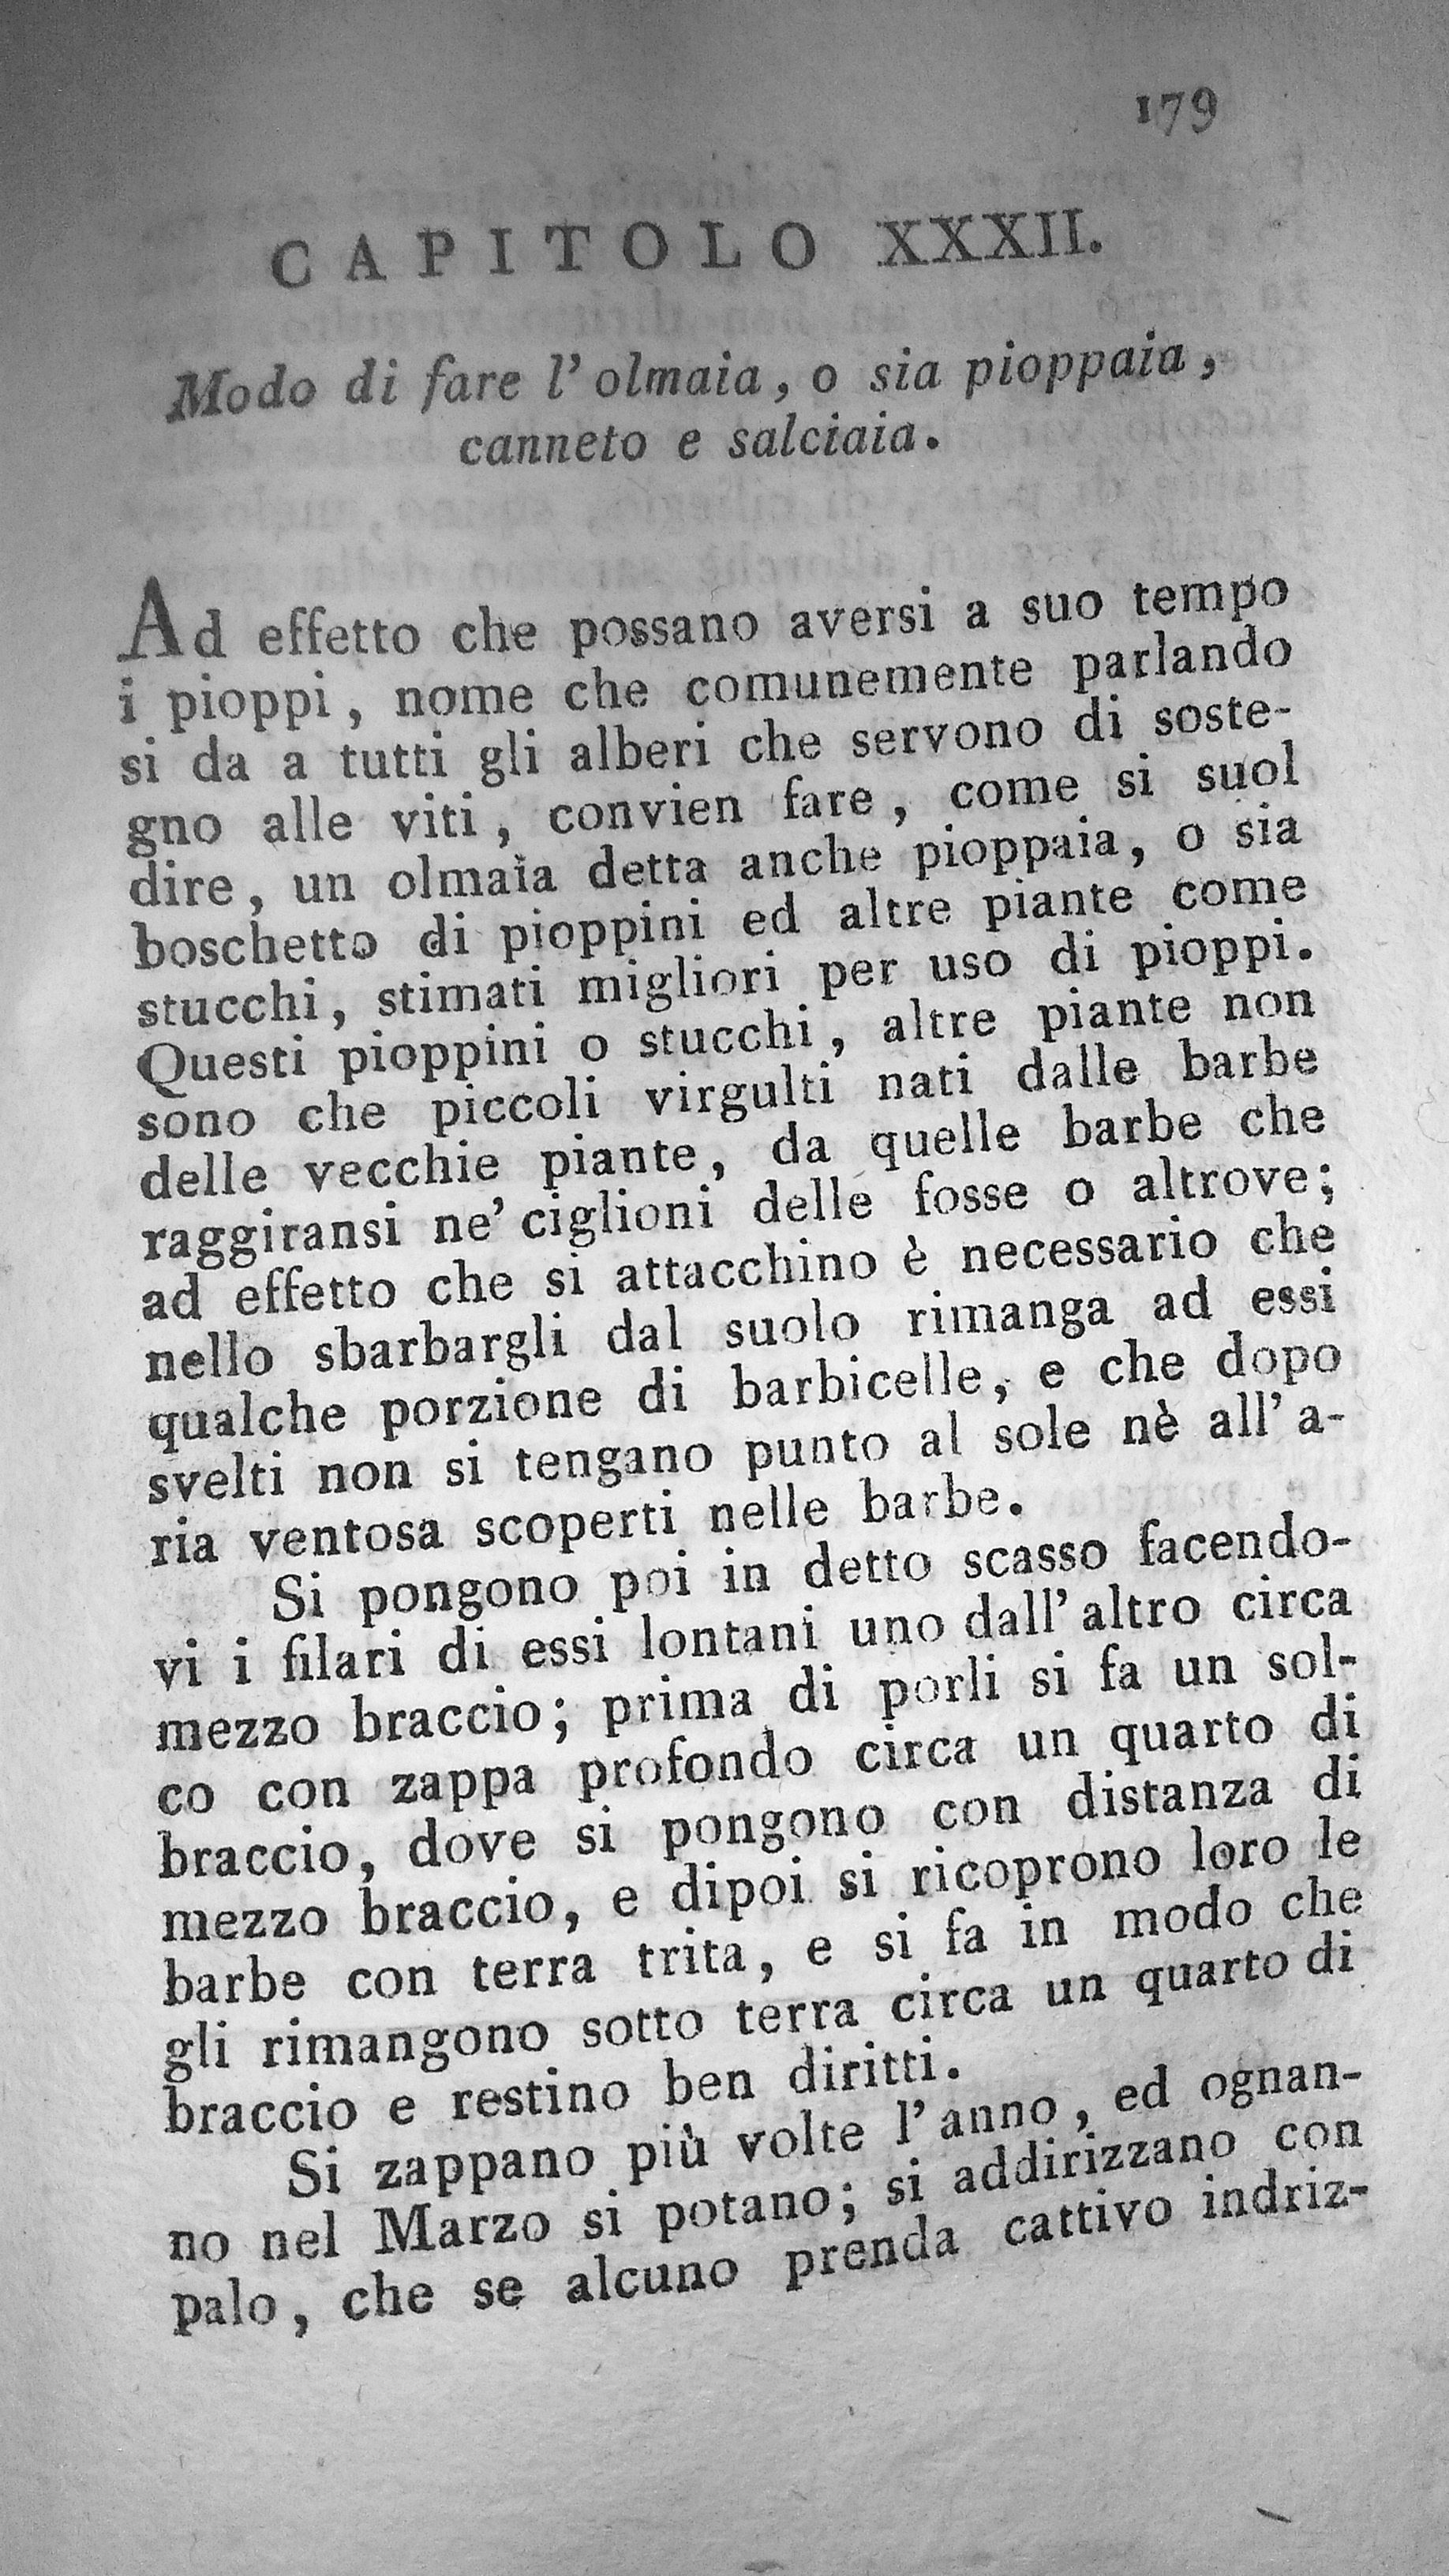 179
CAPITOLO XXXII.
Modo di fare l' olmaia, o sia pioppaia,
canneto e salciaia.
Ad effetto che possano aversi a suo tempo
i pioppi, nome che comunemente parlando
si da a tutti gli alberi che servono di soste-
gno alle viti, convien fare, come si suol
dire, un olmaia detta anche pioppaia, o sia
boschetto di pioppini ed altre piante come
stucchi, stimati migliori per uso di pioppi.
Questi pioppini o stucchi, altre piante non
sono che piccoli virgulti nati dalle barbe
delle vecchie piante, da quelle barbe che
raggiransi ne' ciglioni delle fosse o altrove;
ad effetto che si attacchino è necessario che
nello sbarbargli dal suolo rimanga ad essi
qualche porzione di barbicelle, e che dopo
svelti non si tengano punto al sole nè all' a-
ria ventosa scoperti nelle barbe.
Si pongono poi in detto scasso facendo-
vi i filari di essi lontani uno dall' altro circa
mezzo braccio; prima di porli si fa un sol-
co con zappa profondo circa un quarto di
braccio, dove si pongono con distanza di
mezzo braccio, e dipoi si ricoprono loro le
barbe con terra trita, e si fa in modo che
gli rimangono sotto terra circa un quarto di
braccio e restino ben diritti.
Si zappano più volte l' anno, ed ognan-
no nel Marzo si potano; si addirizzano con
palo, che se alcuno prenda cattivo indriz-